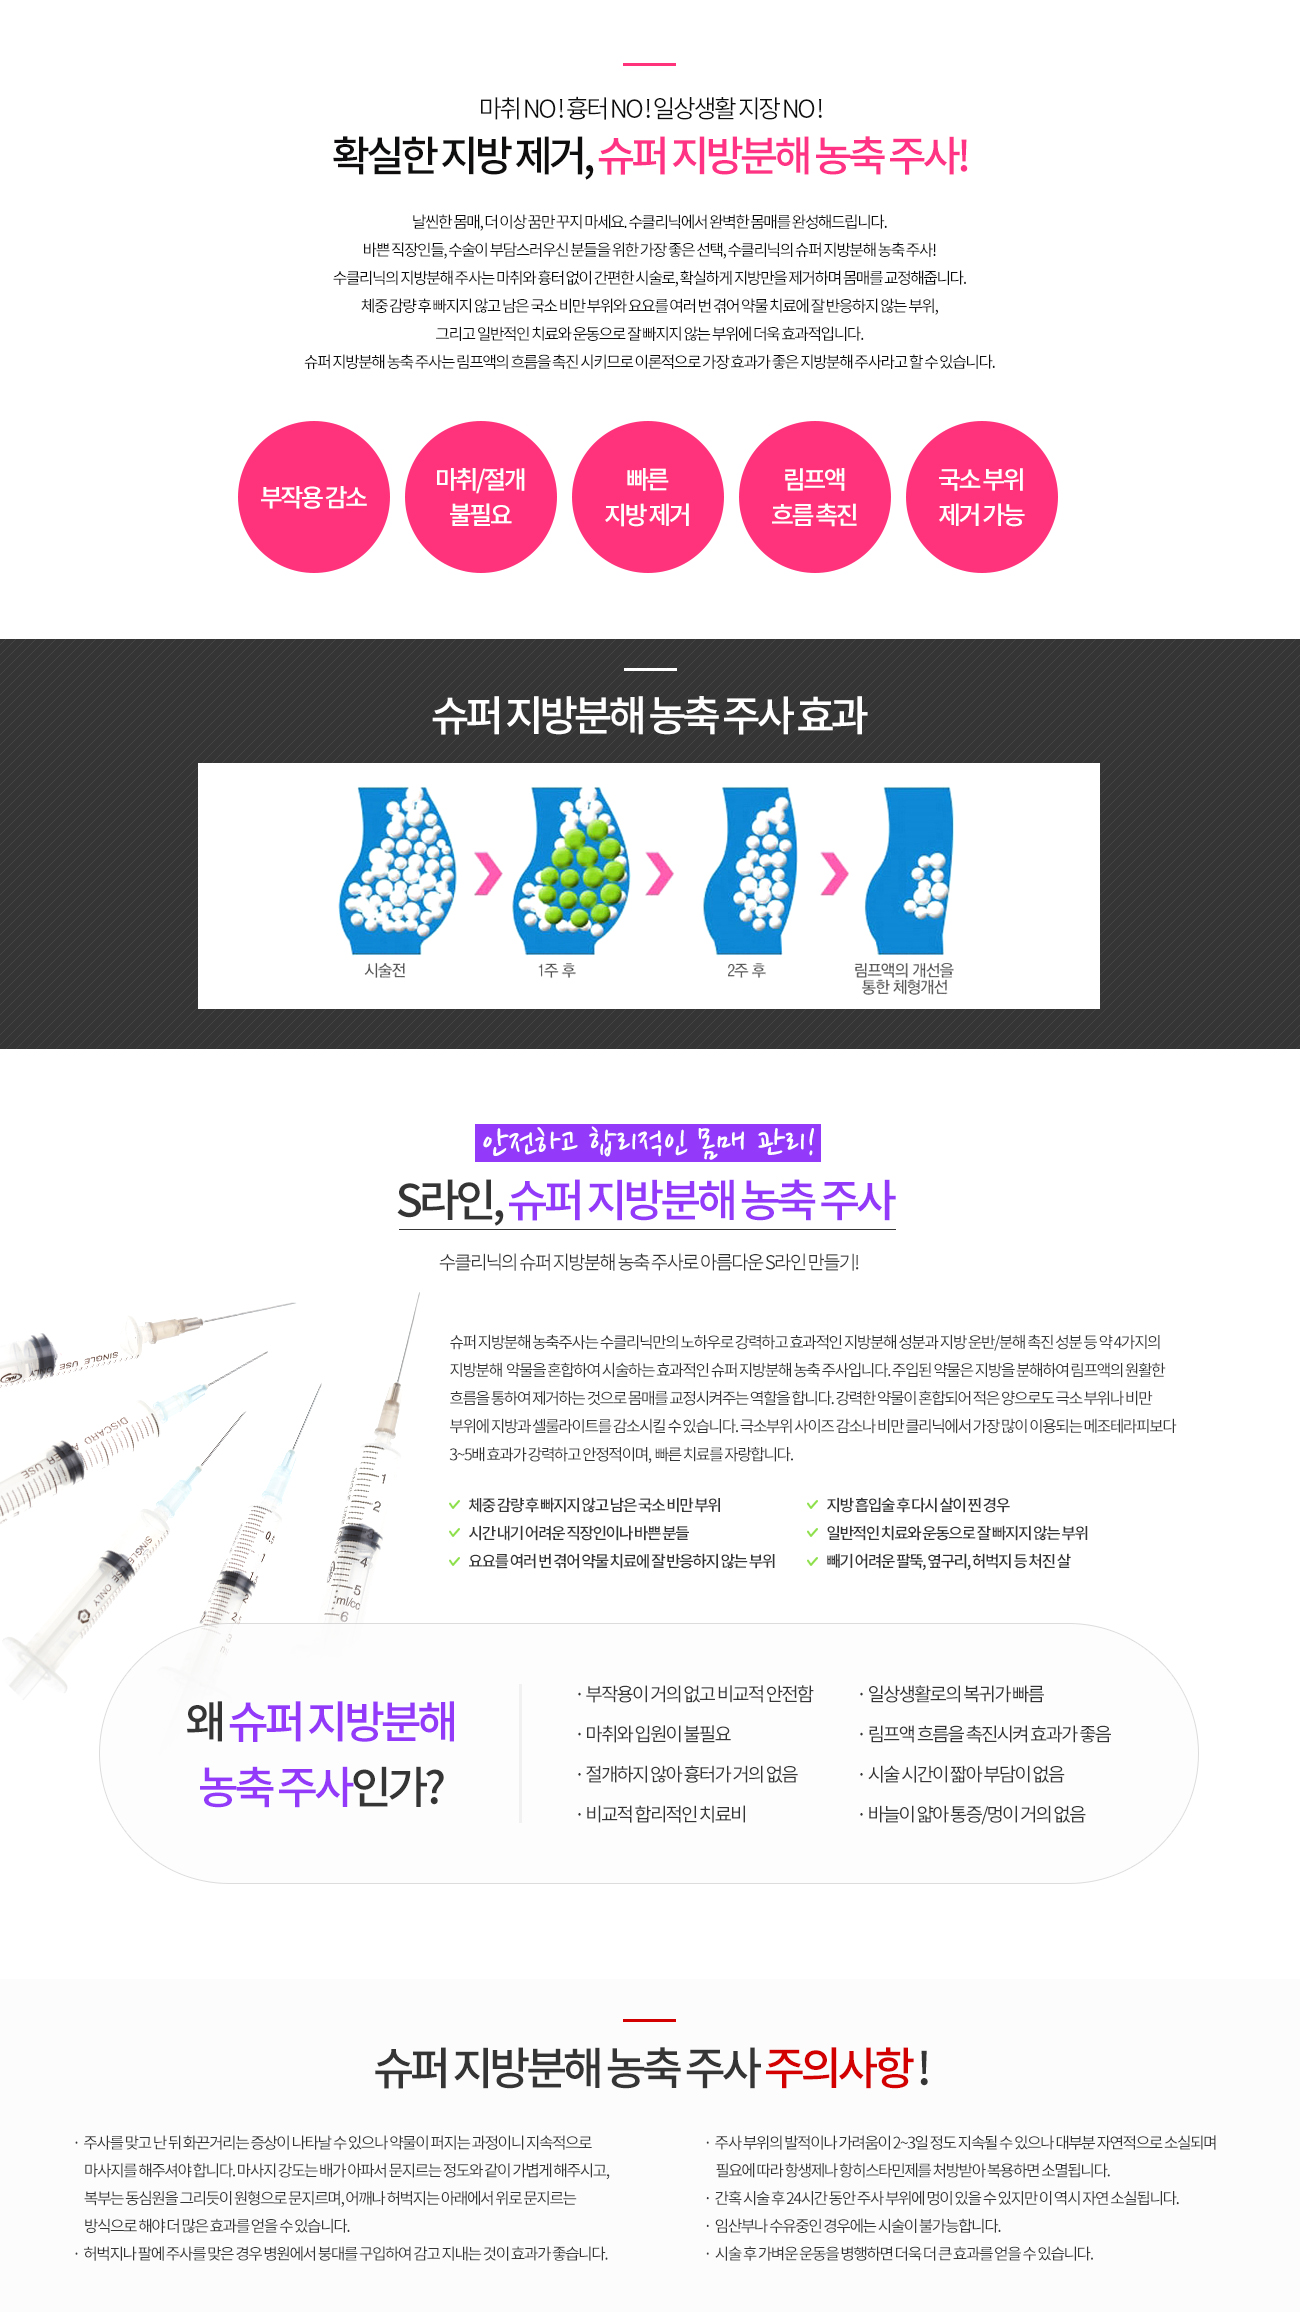 마취 NO ! 흉터 NO ! 일상생활 지장 NO !
확실한 지방 제거, 슈퍼 지방분해 농축 주사!
날씬한 몸매, 더 이상 꿈만 꾸지 마세요. 수클리닉에서 완벽한 몸매를 완성해드립니다.
바쁜 직장인들, 수술이 부담스러우신 분들을 위한 가장 좋은 선택, 수클리닉의 슈퍼 지방분해 농축 주사!
수클리닉의 지방분해 주사는 마취와 흉터 없이 간편한 시술로, 확실하게 지방만을 제거하며 몸매를 교정해줍니다.
체중 감량 후 빠지지 않고 남은 국소 비만 부위와 요요를 여러 번 겪어 약물 치료에 잘 반응하지 않는 부위,
그리고 일반적인 치료와 운동으로 잘 빠지지 않는 부위에 더욱 효과적입니다.
슈퍼 지방분해 농축 주사는 림프액의 흐름을 촉진 시키므로 이론적으로 가장 효과가 좋은 지방분해 주사라고 할 수 있습니다.
부작용 감소
마취/절개
불필요
빠른
지방 제거
림프액
흐름 촉진
국소 부위
제거 가능
슈퍼 지방분해 농축 주사 효과
시술전
1주 후
2주 후
림프액의 개선을
통한 체형개선
안전하고 합리적인 몸매 관리!
S라인, 슈퍼 지방분해 농축 주사
수클리닉의 슈퍼 지방분해 농축 주사로 아름다운 S라인 만들기!
슈퍼 지방분해 농축주사는 수클리닉만의 노하우로 강력하고 효과적인 지방분해 성분과 지방 운반/분해 촉진 성분 등 약 4가지의
지방분해 약물을 혼합하여 시술하는 효과적인 슈퍼 지방분해 농축 주사입니다. 주입된 약물은 지방을 분해하여 림프액의 원활한
흐름을 통하여 제거하는 것으로 몸매를 교정시켜주는 역할을 합니다. 강력한 약물이 혼합되어 적은 양으로도 극소 부위나 비만
부위에 지방과 셀룰라이트를 감소시킬 수 있습니다. 극소부위 사이즈 감소나 비만 클리닉에서 가장 많이 이용되는 메조테라피보다
3~5배 효과가 강력하고 안정적이며, 빠른 치료를 자랑합니다.
체중 감량 후 빠지지 않고 남은 국소 비만 부위
시간 내기 어려운 직장인이나 바쁜 분들
요요를 여러 번 겪어 약물 치료에 잘 반응하지 않는 부위
지방 흡입술 후 다시 살이 찐 경우
일반적인 치료와 운동으로 잘 빠지지 않는 부위
빼기 어려운 팔뚝, 옆구리, 허벅지 등 처진 살
SINGLE USE ONLY
DISCARD AFTER USE
SINGLE USE ONLY
0.5
1
1.5
2
2.5
3
1
2
4
5
ml/cc
6
왜 슈퍼 지방분해
농축 주사인가?
· 부작용이 거의 없고 비교적 안전함
· 마취와 입원이 불필요
· 절개하지 않아 흉터가 거의 없음
· 비교적 합리적인 치료비
· 일상생활로의 복귀가 빠름
· 림프액 흐름을 촉진시켜 효과가 좋음
· 시술 시간이 짧아 부담이 없음
· 바늘이 얇아 통증/멍이 거의 없음
슈퍼 지방분해 농축 주사 주의사항 !
· 주사를 맞고 난 뒤 화끈거리는 증상이 나타날 수 있으나 약물이 퍼지는 과정이니 지속적으로
마사지를 해주셔야 합니다. 마사지 강도는 배가 아파서 문지르는 정도와 같이 가볍게 해주시고,
복부는 동심원을 그리듯이 원형으로 문지르며, 어깨나 허벅지는 아래에서 위로 문지르는
방식으로 해야 더 많은 효과를 얻을 수 있습니다.
· 허벅지나 팔에 주사를 맞은 경우 병원에서 붕대를 구입하여 감고 지내는 것이 효과가 좋습니다.
· 주사 부위의 발적이나 가려움이 2~3일 정도 지속될 수 있으나 대부분 자연적으로 소실되며
필요에 따라 항생제나 항히스타민제를 처방받아 복용하면 소멸됩니다.
· 간혹 시술 후 24시간 동안 주사 부위에 멍이 있을 수 있지만 이 역시 자연 소실됩니다.
· 임산부나 수유중인 경우에는 시술이 불가능합니다.
· 시술 후 가벼운 운동을 병행하면 더욱 더 큰 효과를 얻을 수 있습니다.